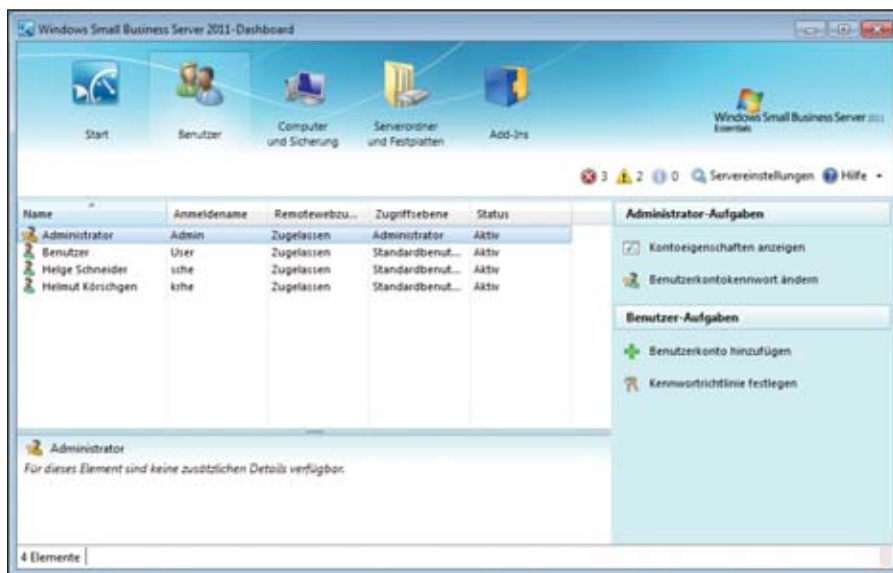 Windows Small Business Server 2011-Dashboard
Start
Benutzer
Computer und Sicherung
Serverordner und Festplatten
Add-Ins
Windows Small Business Server 2011
Essentials
3 2 0 Servereinstellungen Hilfe
Name Anmeldename Remotewebzu... Zugriffsebene Status
Administrator Admin Zugelassen Administrator Aktiv
Benutzer User Zugelassen Standardbenut... Aktiv
Helge Schneider sche Zugelassen Standardbenut... Aktiv
Helmut Körschgen krhe Zugelassen Standardbenut... Aktiv
Administrator-Aufgaben
Kontoeigenschaften anzeigen
Benutzerkontokennwort ändern
Benutzer-Aufgaben
Benutzerkonto hinzufügen
Kennwortrichtlinie festlegen
Administrator
Für dieses Element sind keine zusätzlichen Details verfügbar.
4 Elemente